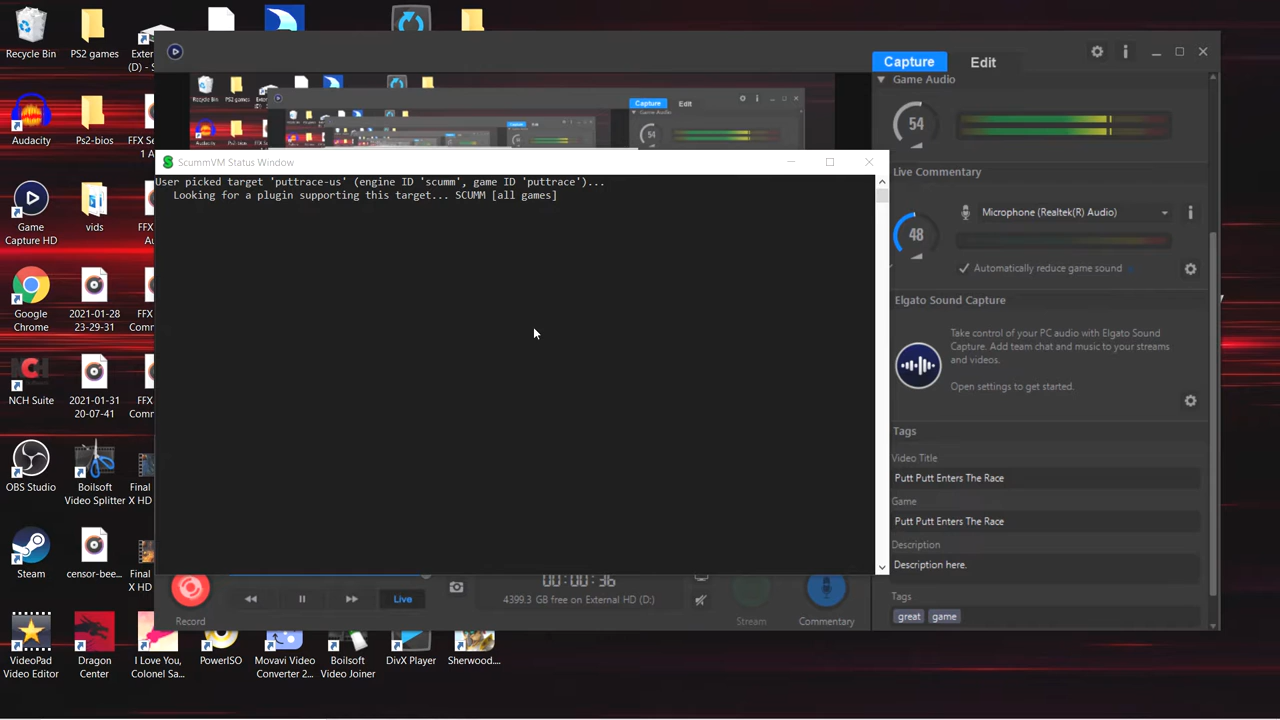 Recycle Bin
PS2 games
Exter
(D) - S
Audacity
Ps2-bios
FFX S
1 A
Game
Capture HD
vids
FFX
Au
Google
Chrome
2021-01-28
23-29-31
FFX
Comm
NCH Suite
2021-01-31
20-07-41
FFX
Comm
OBS Studio
Boilsoft
Video Splitter
Final
X HD
Steam
censor-bee...
Final
X HD
VideoPad
Video Editor
Dragon
Center
I Love You,
Colonel Sa...
PowerISO
Movavi Video
Converter 2...
Boilsoft
Video Joiner
DivX Player
Sherwood...
Capture
Edit
Capture
Edit
54
ScummVM Status Window
User picked target 'puttrace-us' (engine ID 'scumm', game ID 'puttrace')...
Looking for a plugin supporting this target... SCUMM [all games]
Game Audio
54
Live Commentary
Microphone (Realtek(R) Audio)
48
Automatically reduce game sound
Elgato Sound Capture
Take control of your PC audio with Elgato Sound
Capture. Add team chat and music to your streams
and videos.
Open settings to get started.
Tags
Video Title
Putt Putt Enters The Race
Game
Putt Putt Enters The Race
Description
Description here.
Tags
great
game
Record
Live
00:00:36
4399.3 GB free on External HD (D:)
Stream
Commentary